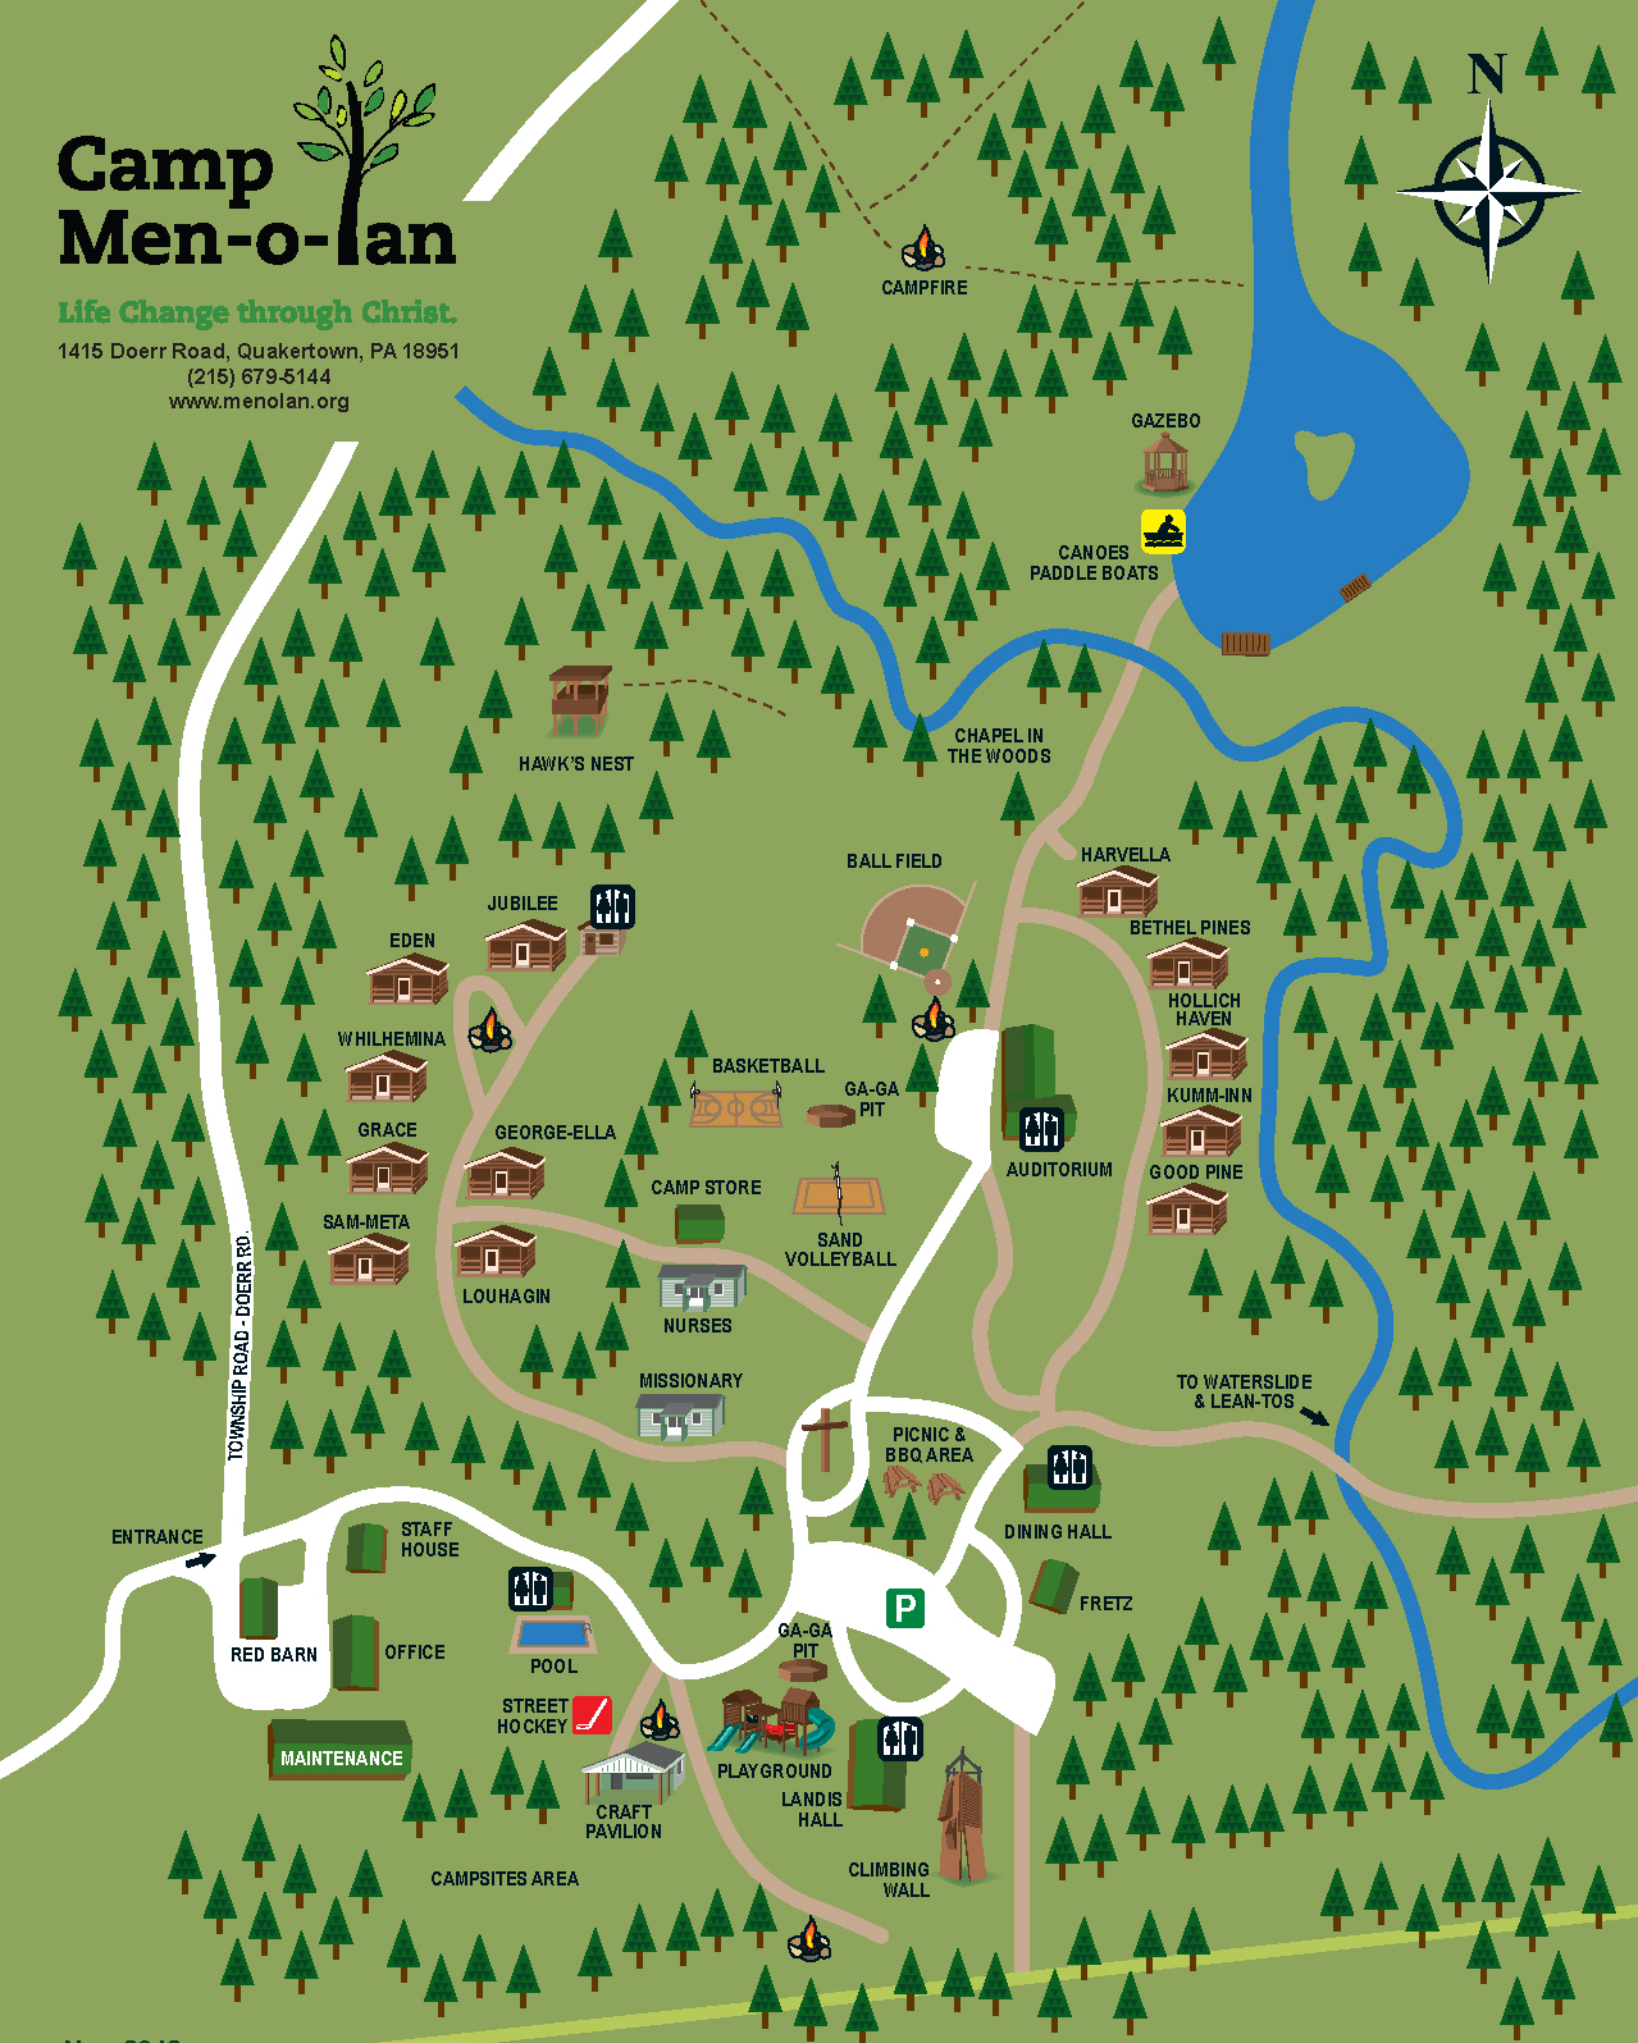 N
Camp
Men-o-lan
Life Change through Christ.
1415 Doerr Road, Quakertown, PA 18951
(215) 679-5144
www.menolan.org
CAMPFIRE
GAZEBO
CANOES
PADDLE BOATS
HAWK'S NEST
CHAPEL IN
THE WOODS
BALL FIELD
HARVELLA
JUBILEE
BETHEL PINES
EDEN
HOLLICH
HAVEN
WHILHEMINA
BASKETBALL
GA-GA
PIT
KUMM-INN
GRACE
GEORGE-ELLA
AUDITORIUM
GOOD PINE
CAMP STORE
SAM-META
SAND
VOLLEYBALL
LOUHAGIN
NURSES
TOWNSHIP ROAD - DOERR RD.
MISSIONARY
TO WATERSLIDE
& LEAN-TOS
PICNIC &
BBQ AREA
ENTRANCE
STAFF
HOUSE
DINING HALL
P
FRETZ
RED BARN
OFFICE
POOL
GA-GA
PIT
STREET
HOCKEY
MAINTENANCE
PLAYGROUND
LANDIS
HALL
CRAFT
PAVILION
CAMPSITES AREA
CLIMBING
WALL